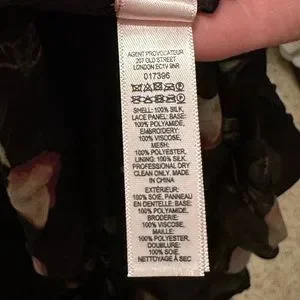 AGENT PROVOCATEUR
207 OLD STREET
LONDON EC1V 9NR
017396
SHELL: 100% SILK,
LACE PANEL: BASE:
100% POLYAMIDE,
EMBROIDERY:
100% VISCOSE,
MESH:
100% POLYESTER,
LINING: 100% SILK.
PROFESSIONAL DRY
CLEAN ONLY. MADE
IN CHINA
EXTÉRIEUR:
100% SOIE, PANNEAU
EN DENTELLE: BASE:
100% POLYAMIDE,
BRODERIE:
100% VISCOSE,
MAILLE:
100% POLYESTER,
DOUBLURE:
100% SOIE.
NETTOYAGE À SEC